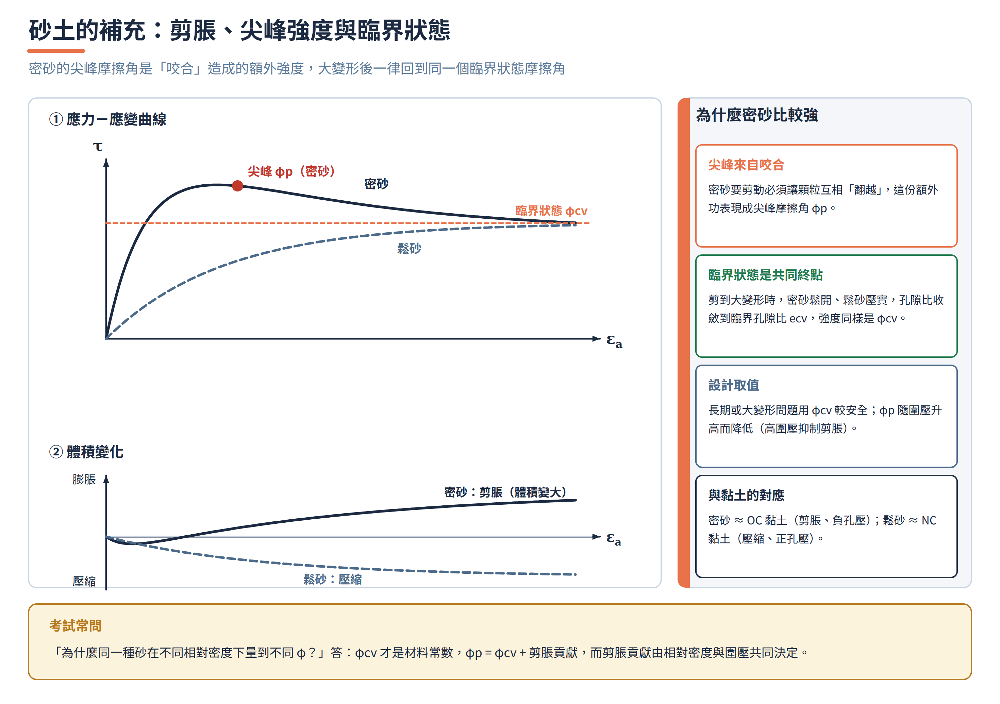 砂土的補充：剪脹、尖峰強度與臨界狀態
密砂的尖峰摩擦角是「咬合」造成的額外強度，大變形後一律回到同一個臨界狀態摩擦角
① 應力－應變曲線
τ
尖峰 φp（密砂）
密砂
臨界狀態 φcv
鬆砂
εa
② 體積變化
膨脹
密砂：剪脹（體積變大）
εa
鬆砂：壓縮
壓縮
為什麼密砂比較強
尖峰來自咬合
密砂要剪動必須讓顆粒互相「翻越」，這份額外
功表現成尖峰摩擦角 φp。
臨界狀態是共同終點
剪到大變形時，密砂鬆開、鬆砂壓實，孔隙比收
斂到臨界孔隙比 ecv，強度同樣是 φcv。
設計取值
長期或大變形問題用 φcv 較安全；φp 隨圍壓升
高而降低（高圍壓抑制剪脹）。
與黏土的對應
密砂 ≈ OC 黏土（剪脹、負孔壓）；鬆砂 ≈ NC
黏土（壓縮、正孔壓）。
考試常問
「為什麼同一種砂在不同相對密度下量到不同 φ？」答：φcv 才是材料常數，φp = φcv + 剪脹貢獻，而剪脹貢獻由相對密度與圍壓共同決定。